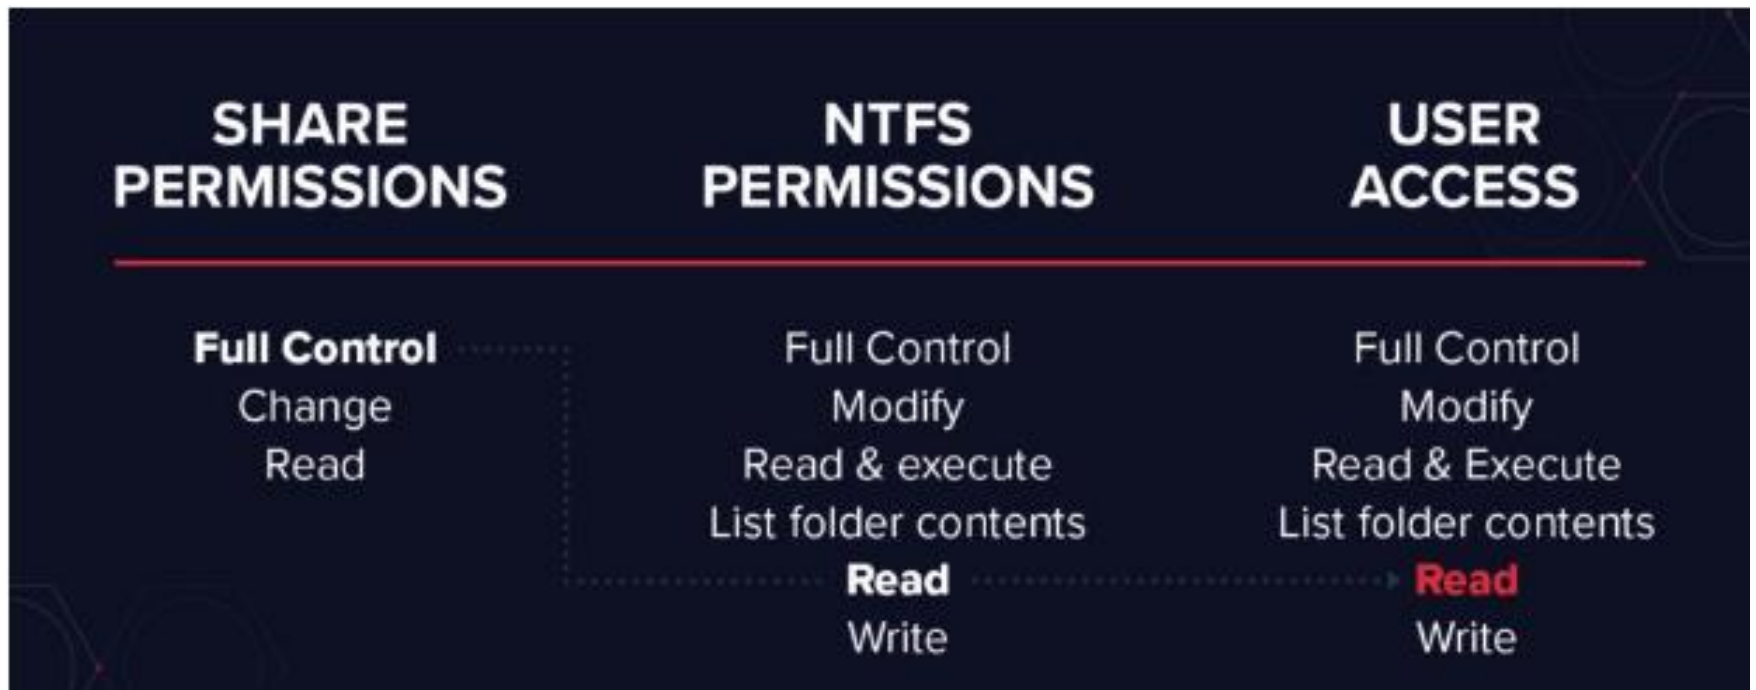 SHARE
PERMISSIONS
NTFS
PERMISSIONS
USER
ACCESS
Full Control
Change
Read
Full Control
Modify
Read & execute
List folder contents
Read
Write
Full Control
Modify
Read & Execute
List folder contents
Read
Write